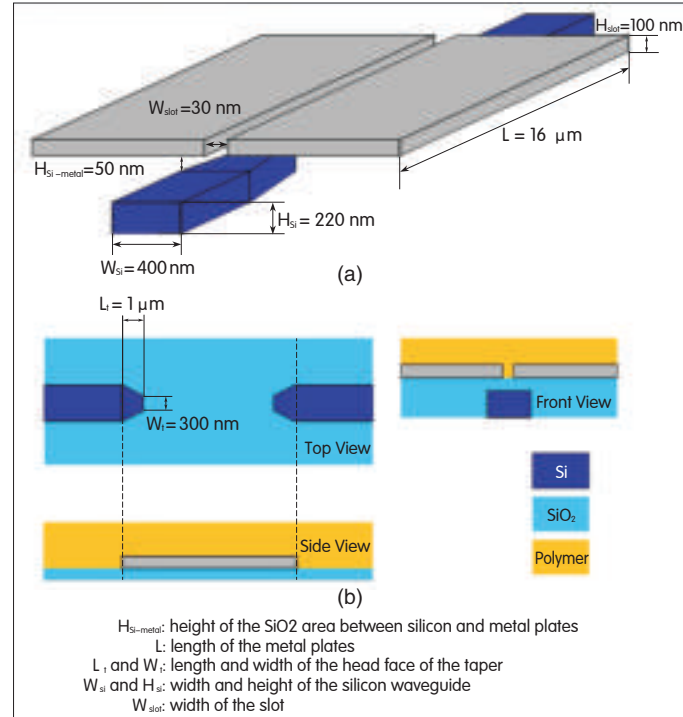 H_slot=100 nm
W_slot=30 nm
L = 16 μm
H_Si-metal=50 nm
H_Si = 220 nm
W_Si=400 nm
(a)
L_t= 1 μm
W_t= 300 nm
Top View
Front View
Si
SiO₂
Polymer
Side View
(b)
H_Si-metal: height of the SiO2 area between silicon and metal plates
L: length of the metal plates
L_t and W_t: length and width of the head face of the taper
W_si and H_si: width and height of the silicon waveguide
W_slot: width of the slot